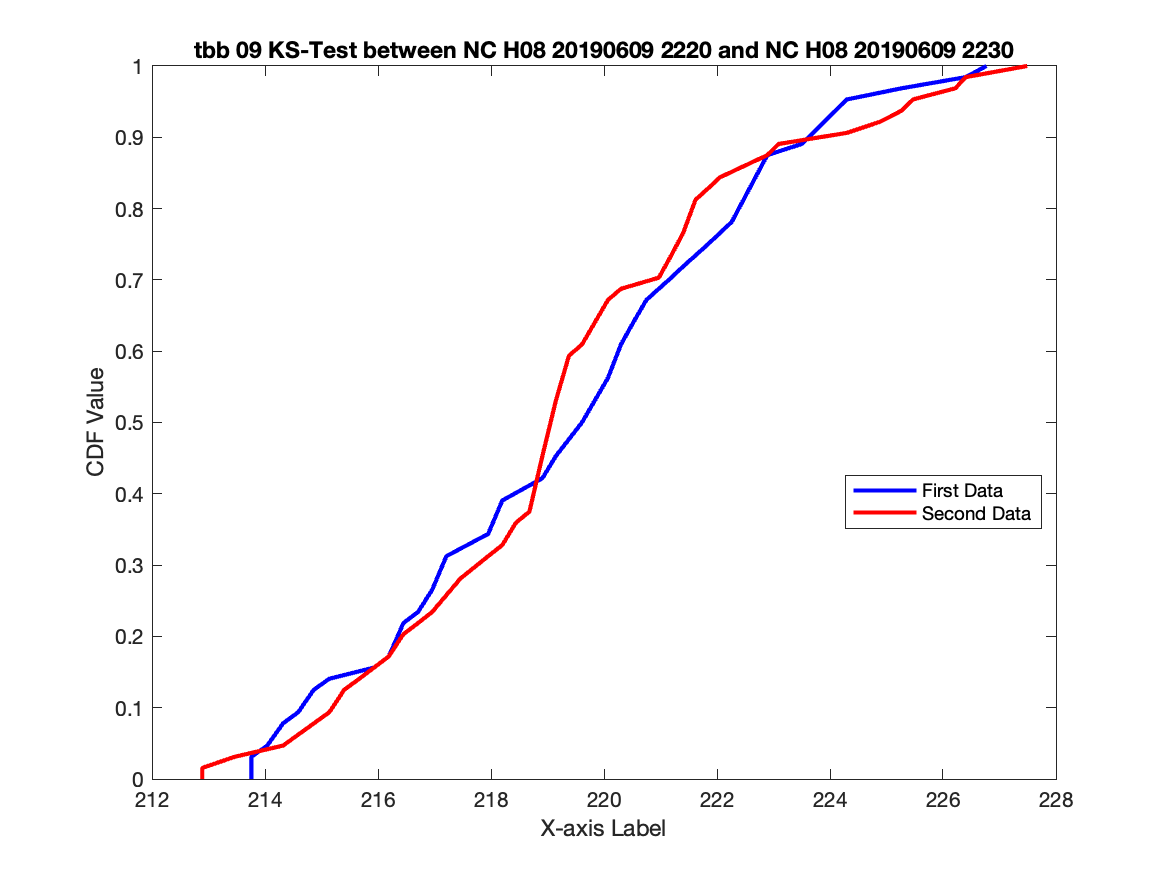 tbb 09 KS-Test between NC H08 20190609 2220 and NC H08 20190609 2230
1
0.9
0.8
0.7
0.6
0.5
0.4
0.3
0.2
0.1
0
CDF Value
First Data
Second Data
212 214 216 218 220 222 224 226 228
X-axis Label